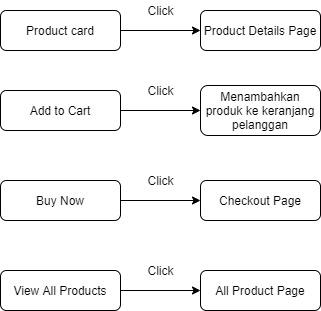 Click
Product card
Product Details Page
Click
Add to Cart
Menambahkan
produk ke keranjang
pelanggan
Click
Buy Now
Checkout Page
Click
View All Products
All Product Page